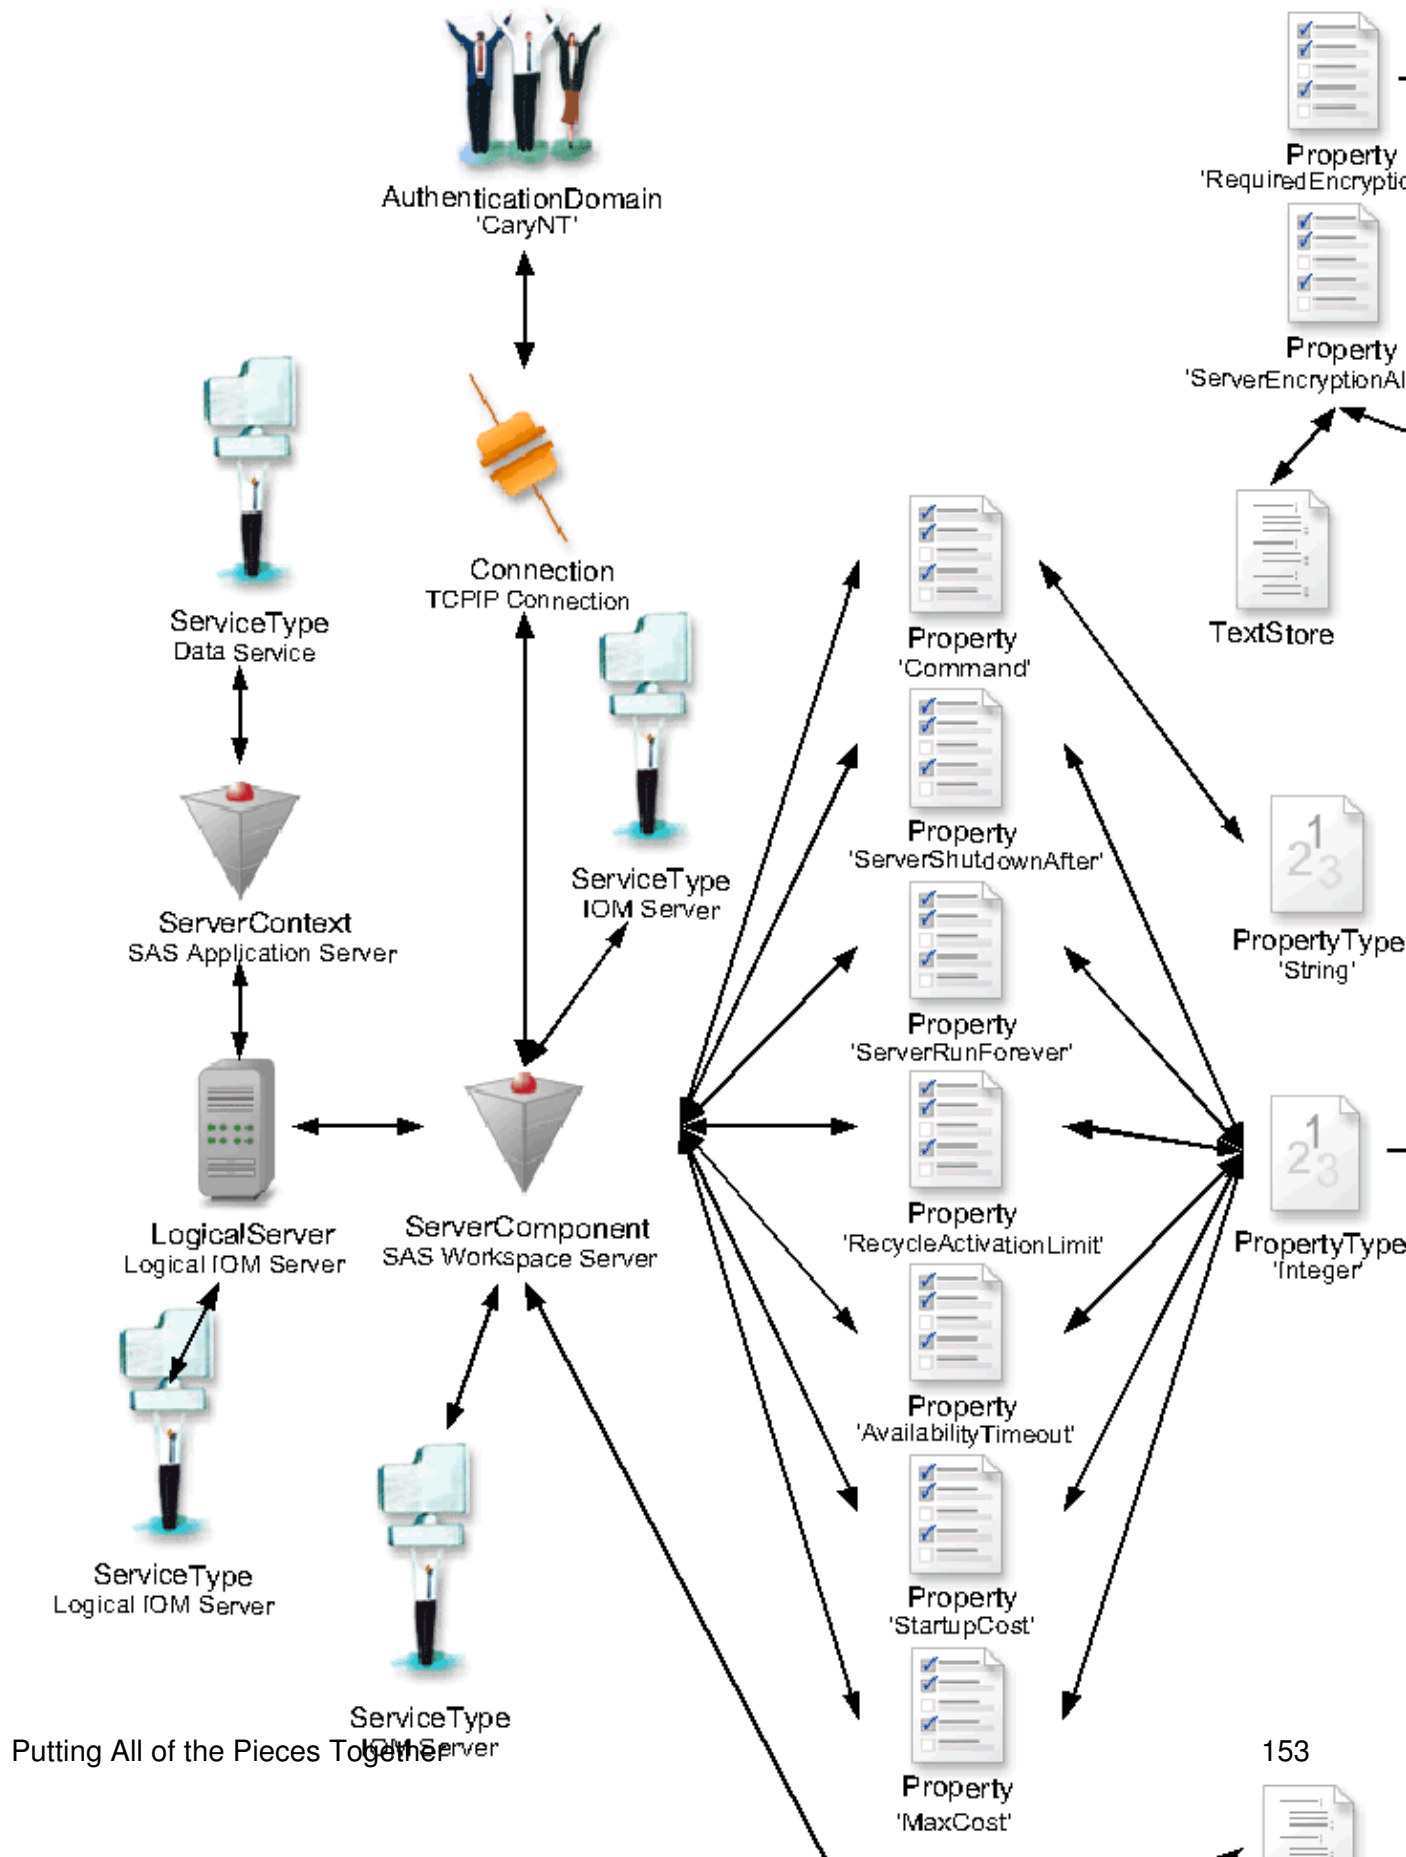 AuthenticationDomain
'CaryNT'
Property
Property
Connection
TCPIP Connection
ServiceType
Data Service
Property
'Command'
TextStore
ServiceType
IOM Server
Property
'ServerShutdownAfter'
ServerContext
SAS Application Server
PropertyType
'String'
Property
'ServerRunForever'
LogicalServer
Logical IOM Server
ServerComponent
SAS Workspace Server
Property
'RecycleActivationLimit'
PropertyType
'Integer'
Property
'AvailabilityTimeout'
ServiceType
Logical IOM Server
Property
'StartupCost'
ServiceType
IOM Server
Putting All of the Pieces Together
153
Property
'MaxCost'